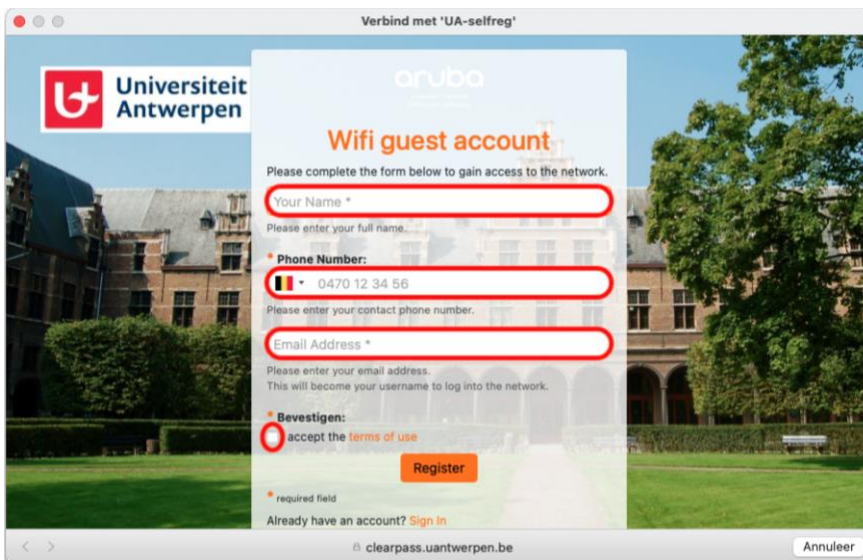 Verbind met 'UA-selfreg'
Universiteit
Antwerpen
aruba
Wifi guest account
Please complete the form below to gain access to the network.
Your Name *
Please enter your full name.
* Phone Number:
0470 12 34 56
Please enter your contact phone number.
Email Address *
Please enter your email address.
This will become your username to log into the network.
* Bevestigen:
accept the terms of use
Register
* required field
Already have an account? Sign In
clearpass.uantwerpen.be
Annuleer